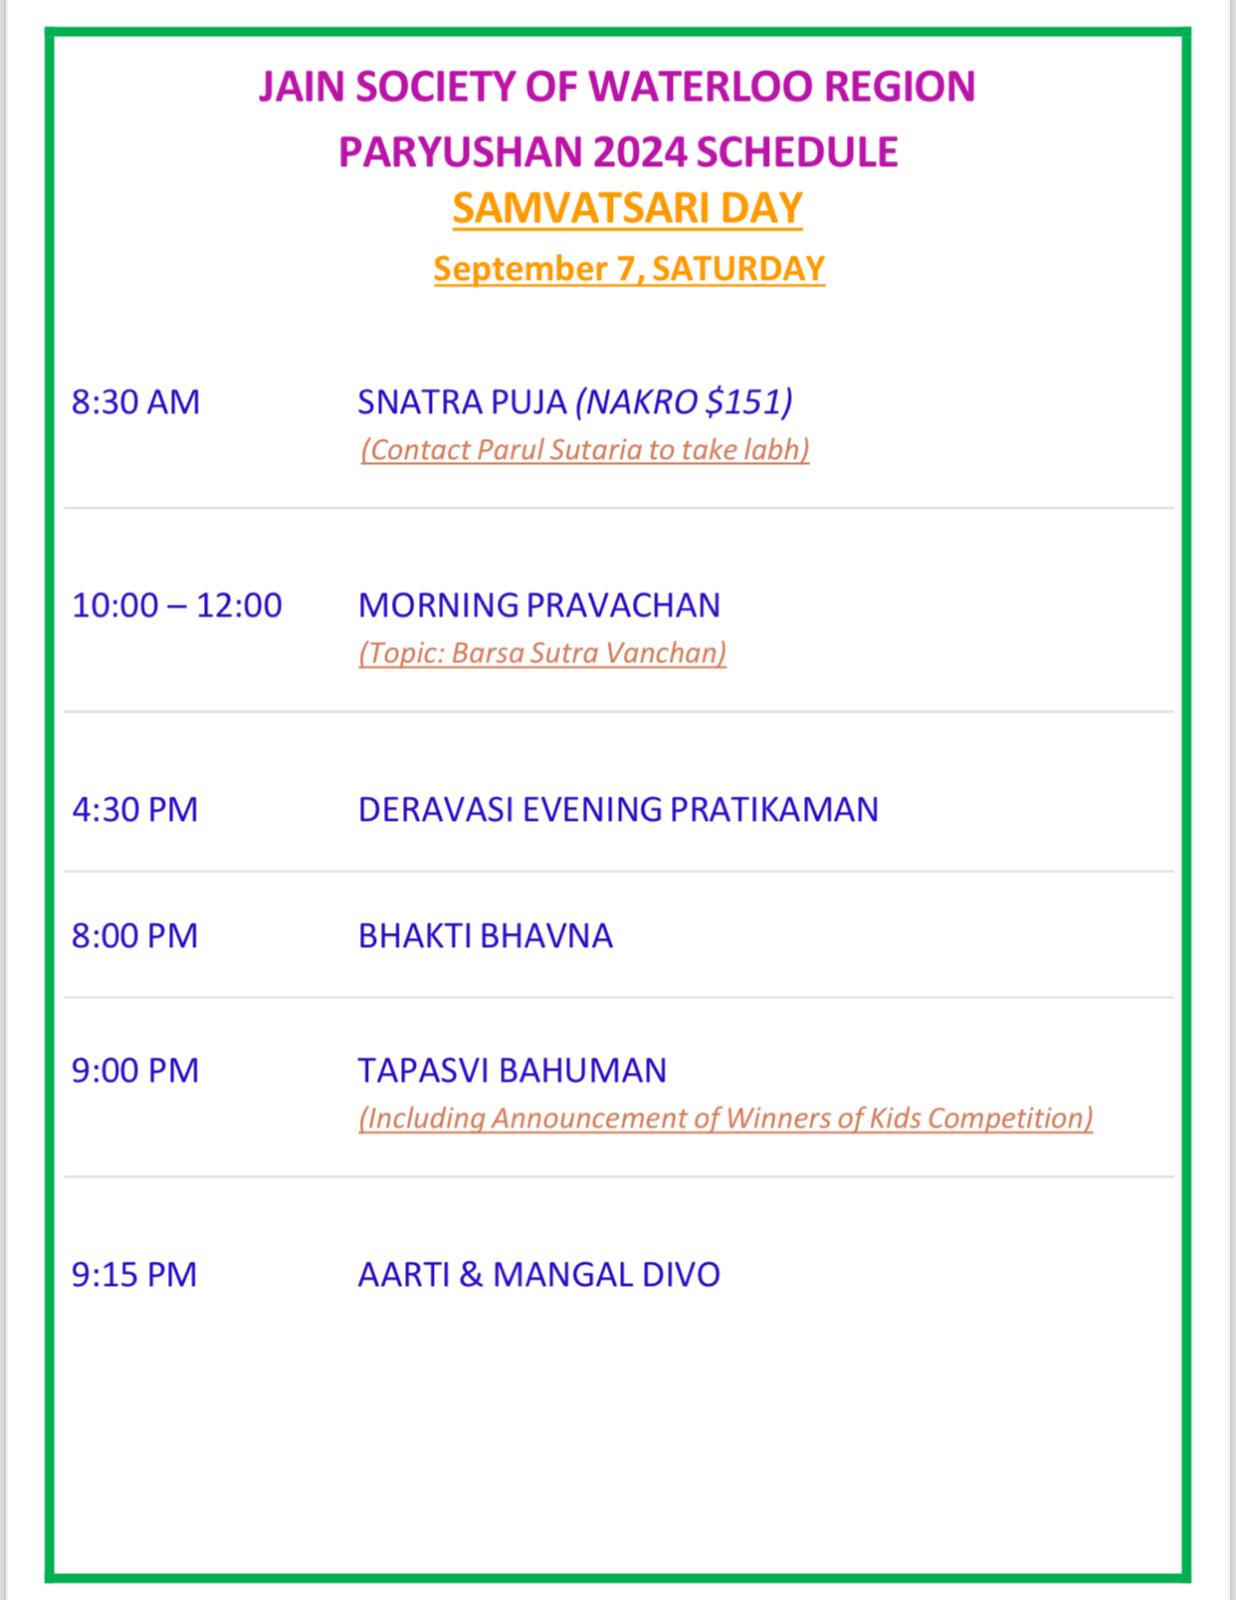 JAIN SOCIETY OF WATERLOO REGION
PARYUSHAN 2024 SCHEDULE
SAMVATSARI DAY
September 7, SATURDAY
8:30 AM SNATRA PUJA (NAKRO $151)
(Contact Parul Sutaria to take labh)
10:00 – 12:00 MORNING PRAVACHAN
(Topic: Barsa Sutra Vanchan)
4:30 PM DERAVASI EVENING PRATIKAMAN
8:00 PM BHAKTI BHAVNA
9:00 PM TAPASVI BAHUMAN
(Including Announcement of Winners of Kids Competition)
9:15 PM AARTI & MANGAL DIVO